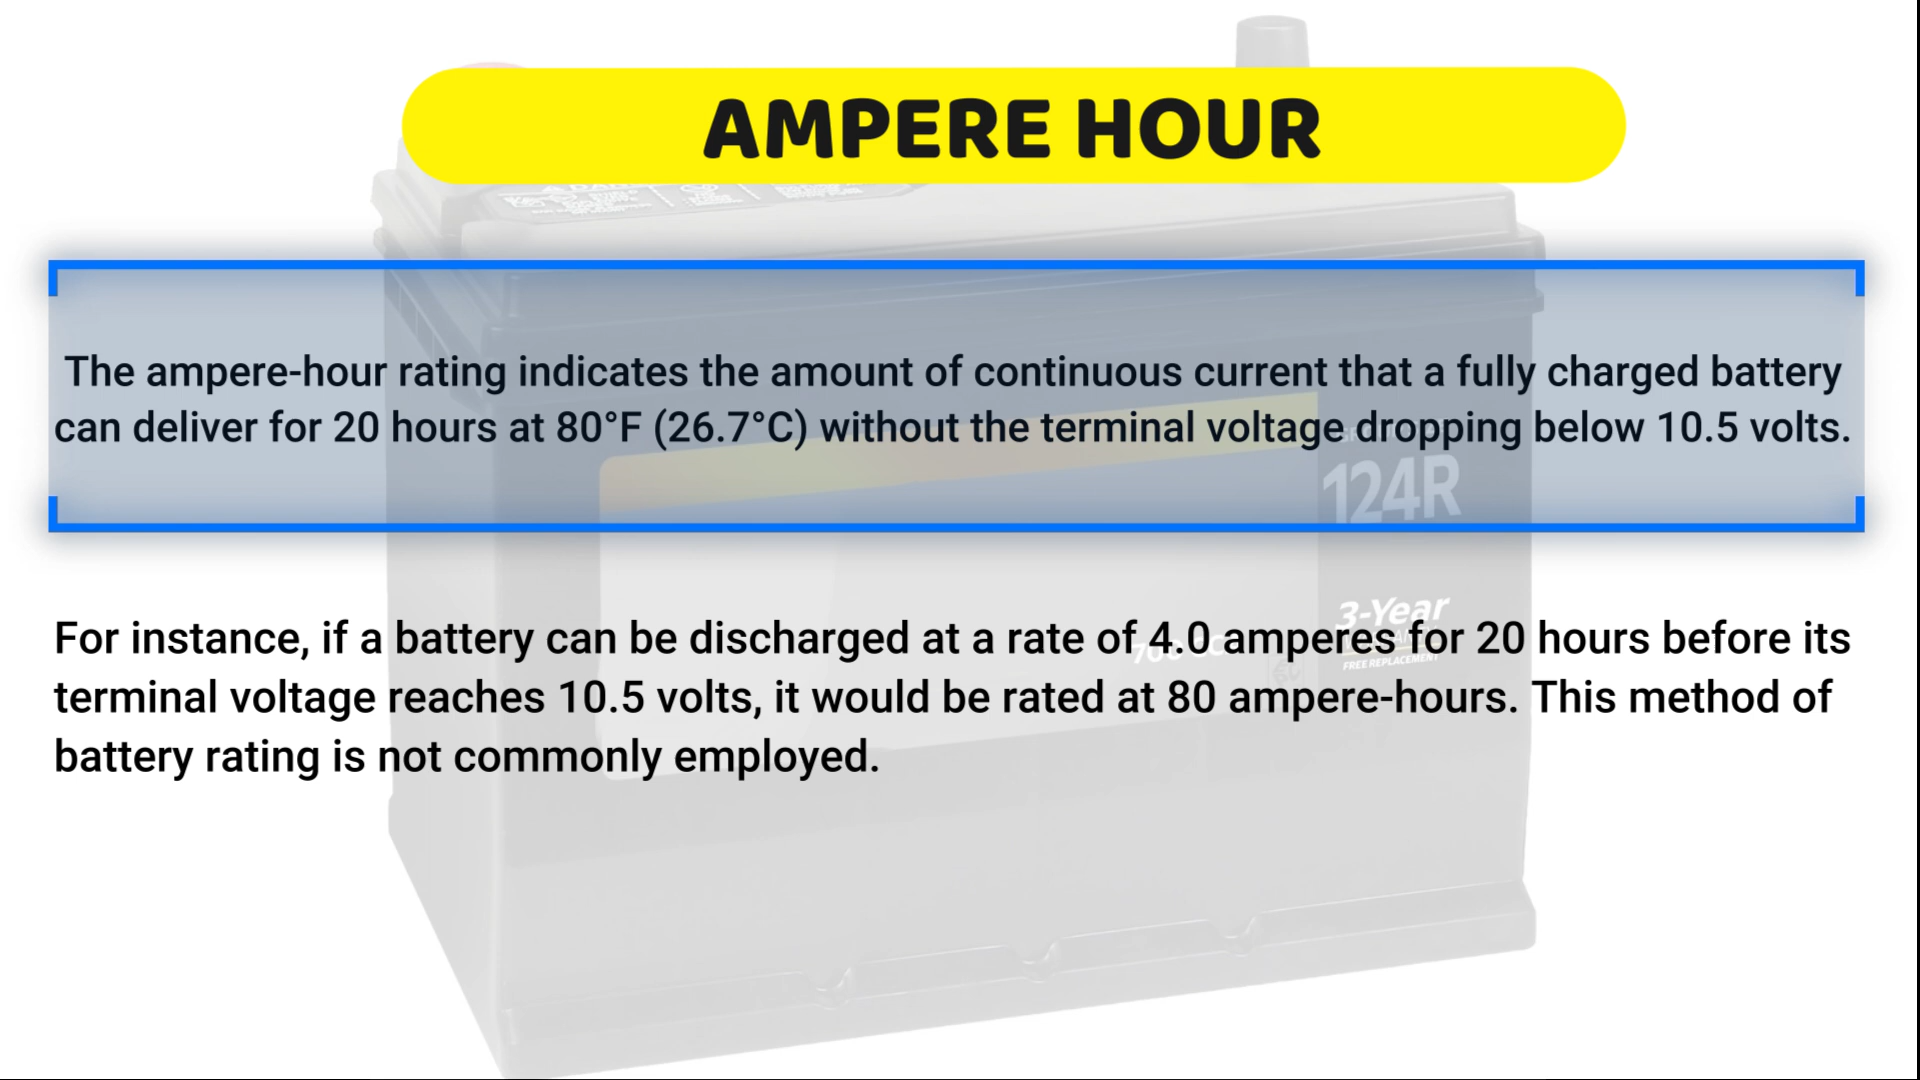 AMPERE HOUR
The ampere-hour rating indicates the amount of continuous current that a fully charged battery
can deliver for 20 hours at 80°F (26.7°C) without the terminal voltage dropping below 10.5 volts.
124R
For instance, if a battery can be discharged at a rate of 4.0 amperes for 20 hours before its
terminal voltage reaches 10.5 volts, it would be rated at 80 ampere-hours. This method of
battery rating is not commonly employed.
3-Year
FREE REPLACEMENT